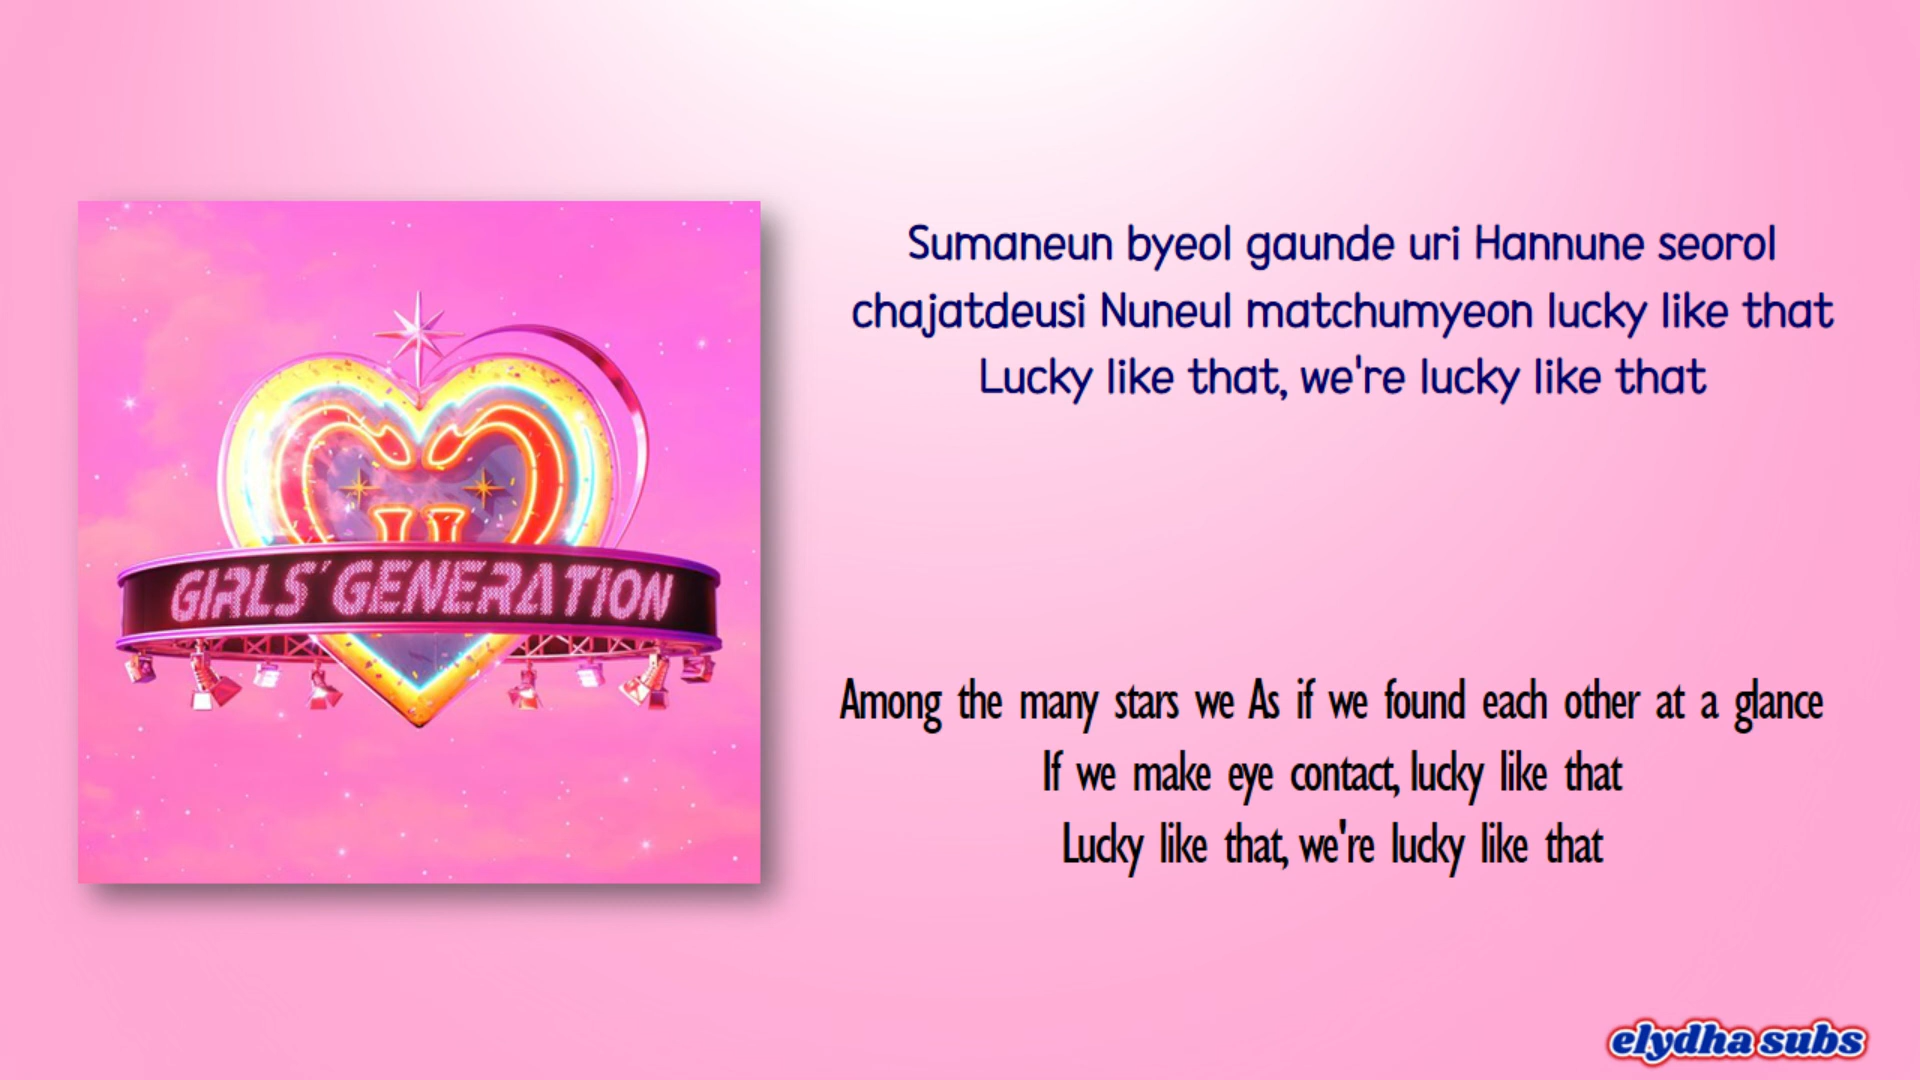 GIRLS' GENERATION
Sumaneun byeol gaunde uri Hannune seorol
chajatdeusi Nuneul matchumyeon lucky like that
Lucky like that, we're lucky like that
Among the many stars we As if we found each other at a glance
If we make eye contact, lucky like that
Lucky like that, we're lucky like that
elydha subs